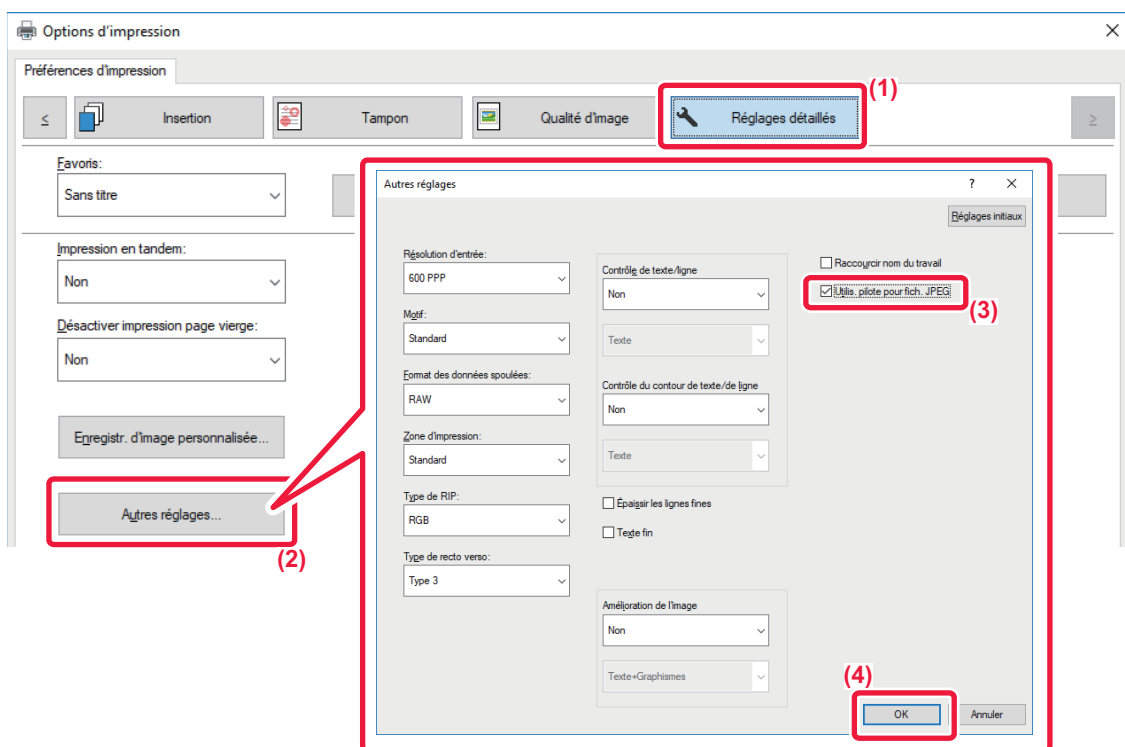 Options d'impression
Préférences d'impression
(1)
<
Insertion
Tampon
Qualité d'image
Réglages détaillés
>
Favoris:
Sans titre
Impression en tandem:
Non
Désactiver impression page vierge:
Non
Enregistr. d'image personnalisée...
Autres réglages...
(2)
Autres réglages
?
Réglages initiaux
Résolution d'entrée:
600 PPP
Motif:
Standard
Format des données spoulées:
RAW
Zone d'impression:
Standard
Type de RIP:
RGB
Type de recto verso:
Type 3
Contrôle de texte/ligne
Non
Texte
Contrôle du contour de texte/de ligne
Non
Texte
Épaissir les lignes fines
Texte fin
Amélioration de l'image
Non
Texte+Graphismes
Raccourcir nom du travail
Utilis. pilote pour fich. JPEG
(3)
(4)
OK
Annuler